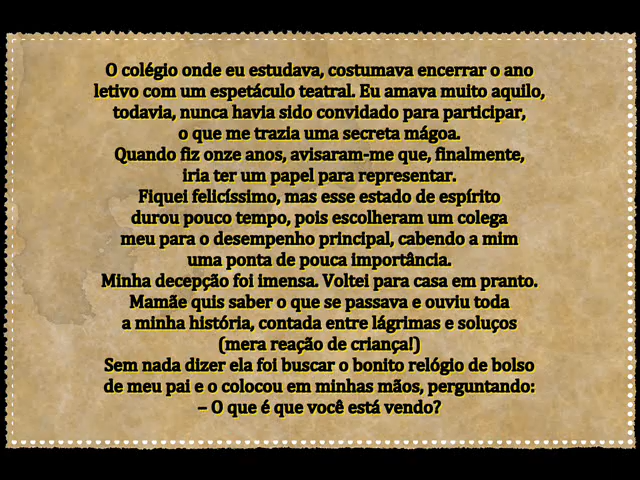 O colégio onde eu estudava, costumava encerrar o ano
letivo com um espetáculo teatral. Eu amava muito aquilo,
todavia, nunca havia sido convidado para participar,
o que me trazia uma secreta mágoa.
Quando fiz onze anos, avisaram-me que, finalmente,
iria ter um papel para representar.
Fiquei felicíssimo, mas esse estado de espírito
durou pouco tempo, pois escolheram um colega
meu para o desempenho principal, cabendo a mim
uma ponta de pouca importância.
Minha decepção foi imensa. Voltei para casa em pranto.
Mamãe quis saber o que se passava e ouviu toda
a minha história, contada entre lágrimas e soluços
(mera reação de criança!)
Sem nada dizer ela foi buscar o bonito relógio de bolso
de meu pai e o colocou em minhas mãos, perguntando:
– O que é que você está vendo?